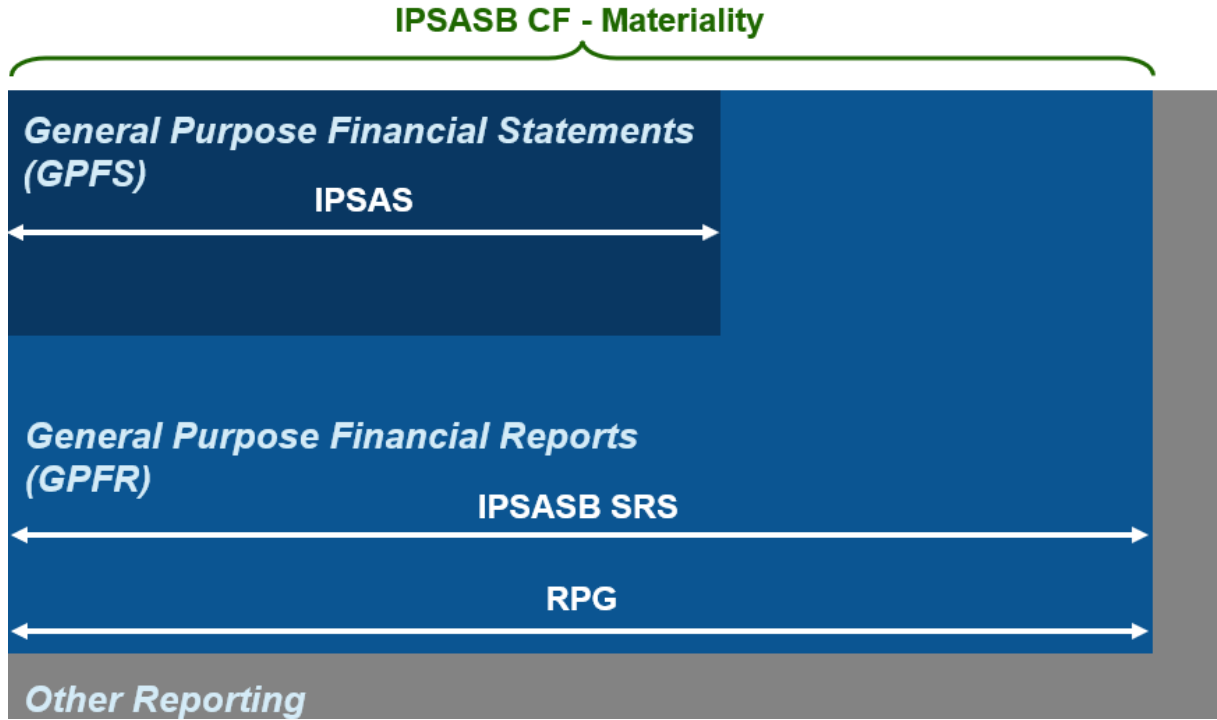 IPSASB CF - Materiality
General Purpose Financial Statements
(GPFS)
IPSAS
General Purpose Financial Reports
(GPFR)
IPSASB SRS
RPG
Other Reporting